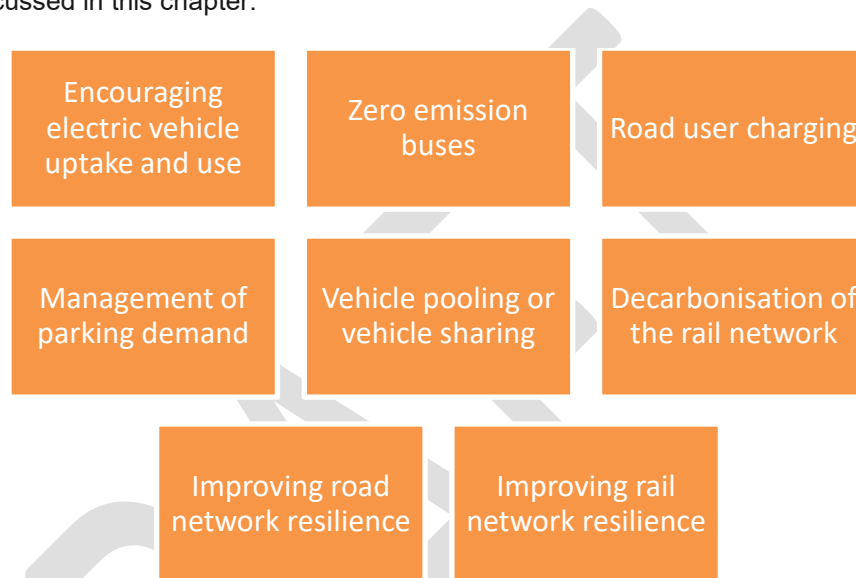 cussed in this chapter.
Encouraging
electric vehicle
uptake and use
Zero emission
buses
Road user charging
Management of
parking demand
Vehicle pooling or
vehicle sharing
Decarbonisation of
the rail network
Improving road
network resilience
Improving rail
network resilience